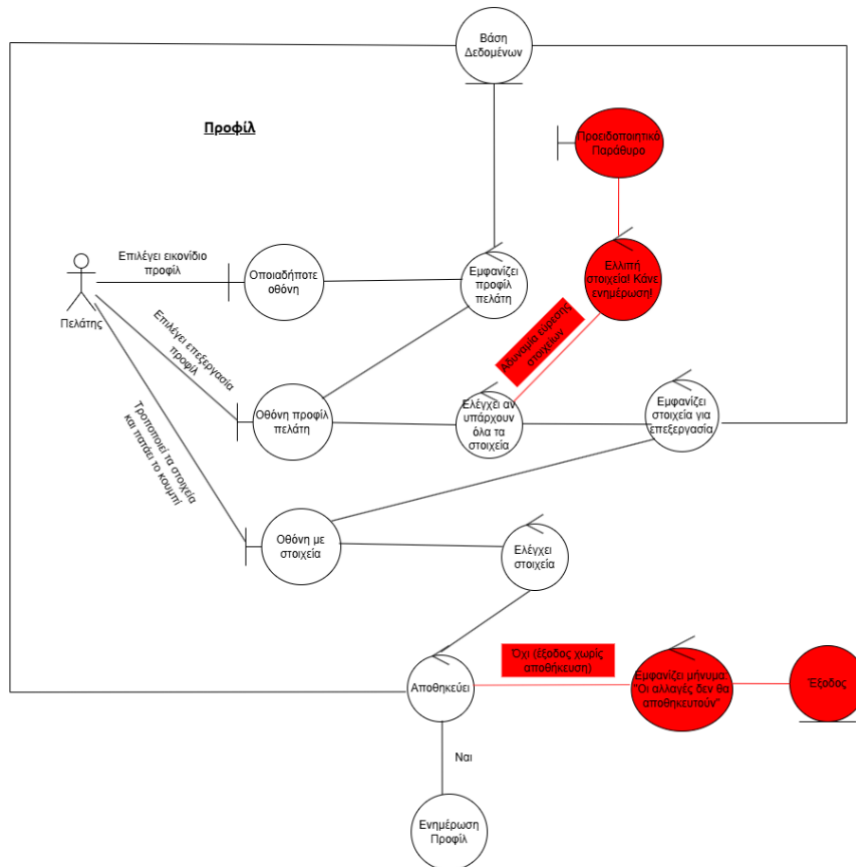 Βάση
Δεδομένων
Προφίλ
Προειδοποιητικό
Παράθυρο
Επιλέγει εικονίδιο
προφίλ
Οποιαδήποτε
οθόνη
Εμφανίζει
προφίλ
πελάτη
Ελλιπή
στοιχεία! Κάνε
ενημέρωση!
Πελάτης
Επιλέγει επεξεργασία
προφίλ
Αδυναμία εύρεσης
στοιχείων
Οθόνη προφίλ
πελάτη
Ελέγχει αν
υπάρχουν
όλα τα
στοιχεία
Εμφανίζει
στοιχεία για
επεξεργασία
Τροποποιεί τα στοιχεία
και πατάει το κουμπί
Οθόνη με
στοιχεία
Ελέγχει
στοιχεία
Αποθηκεύει
Όχι (έξοδος χωρίς
αποθήκευση)
Εμφανίζει μήνυμα:
"Οι αλλαγές δεν θα
αποθηκευτούν"
Έξοδος
Ναι
Ενημέρωση
Προφίλ